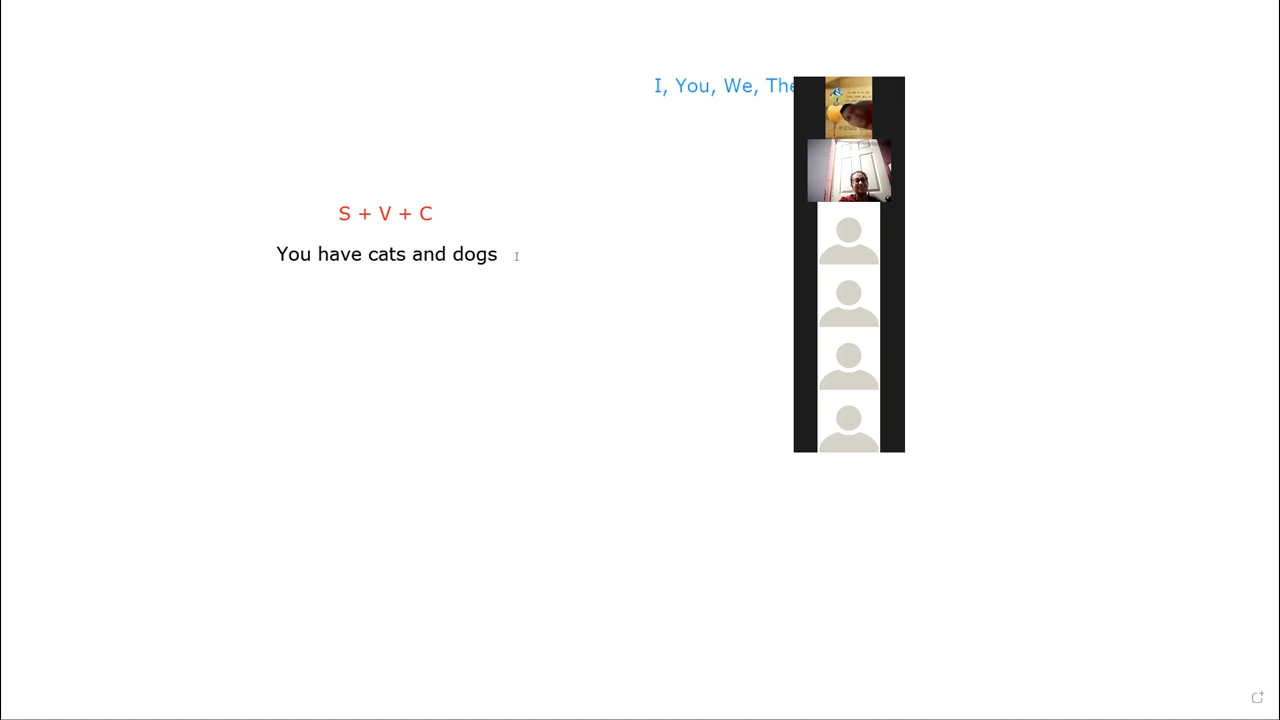 I, You, We, The
S + V + C
You have cats and dogs